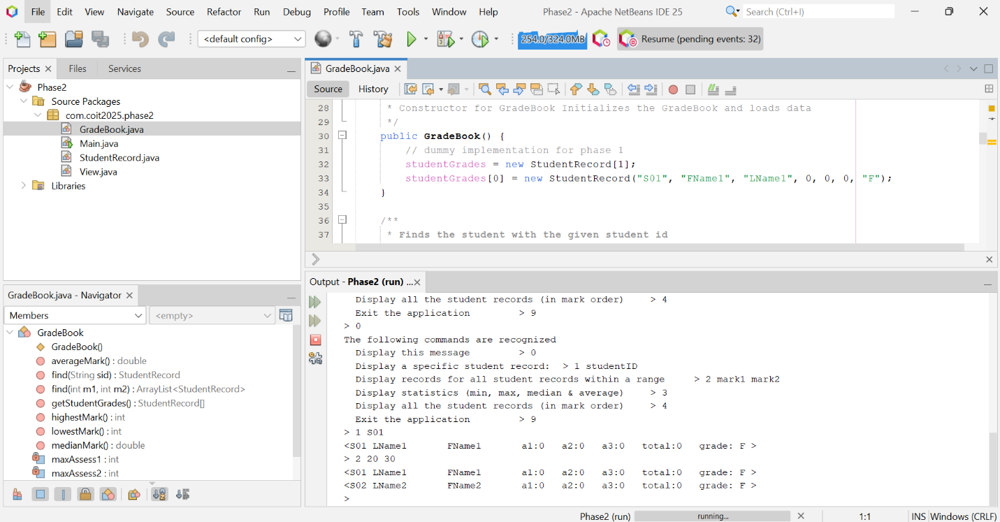 File Edit View Navigate Source Refactor Run Debug Profile Team Tools Window Help Phase2 - Apache NetBeans IDE 25 Search (Ctrl+I)
<default config> 254.0/324.0MB Resume (pending events: 32)
Projects Files Services
Phase2
Source Packages
com.coit2025.phase2
GradeBook.java
Main.java
StudentRecord.java
View.java
Libraries
GradeBook.java
Source History
28 * Constructor for GradeBook Initializes the GradeBook and loads data
29 */
30 public GradeBook() {
31 // dummy implementation for phase 1
32 studentGrades = new StudentRecord[1];
33 studentGrades[0] = new StudentRecord("S01", "FName1", "LName1", 0, 0, 0, "F");
34 }
35
36 /**
37 * Finds the student with the given student id
GradeBook.java - Navigator
Members <empty>
GradeBook
GradeBook()
averageMark() : double
find(String sid) : StudentRecord
find(int m1, int m2) : ArrayList<StudentRecord>
getStudentGrades() : StudentRecord[]
highestMark() : int
lowestMark() : int
medianMark() : double
maxAssess1 : int
maxAssess2 : int
Output - Phase2 (run) ...
Display all the student records (in mark order) > 4
Exit the application > 9
> 0
The following commands are recognized
Display this message > 0
Display a specific student record: > 1 studentID
Display records for all student records within a range > 2 mark1 mark2
Display statistics (min, max, median & average) > 3
Display all the student records (in mark order) > 4
Exit the application > 9
> 1 S01
<S01 LName1 FName1 a1:0 a2:0 a3:0 total:0 grade: F >
> 2 20 30
<S01 LName1 FName1 a1:0 a2:0 a3:0 total:0 grade: F >
<S02 LName2 FName2 a1:0 a2:0 a3:0 total:0 grade: F >
>
Phase2 (run) running... 1:1 INS Windows (CRLF)